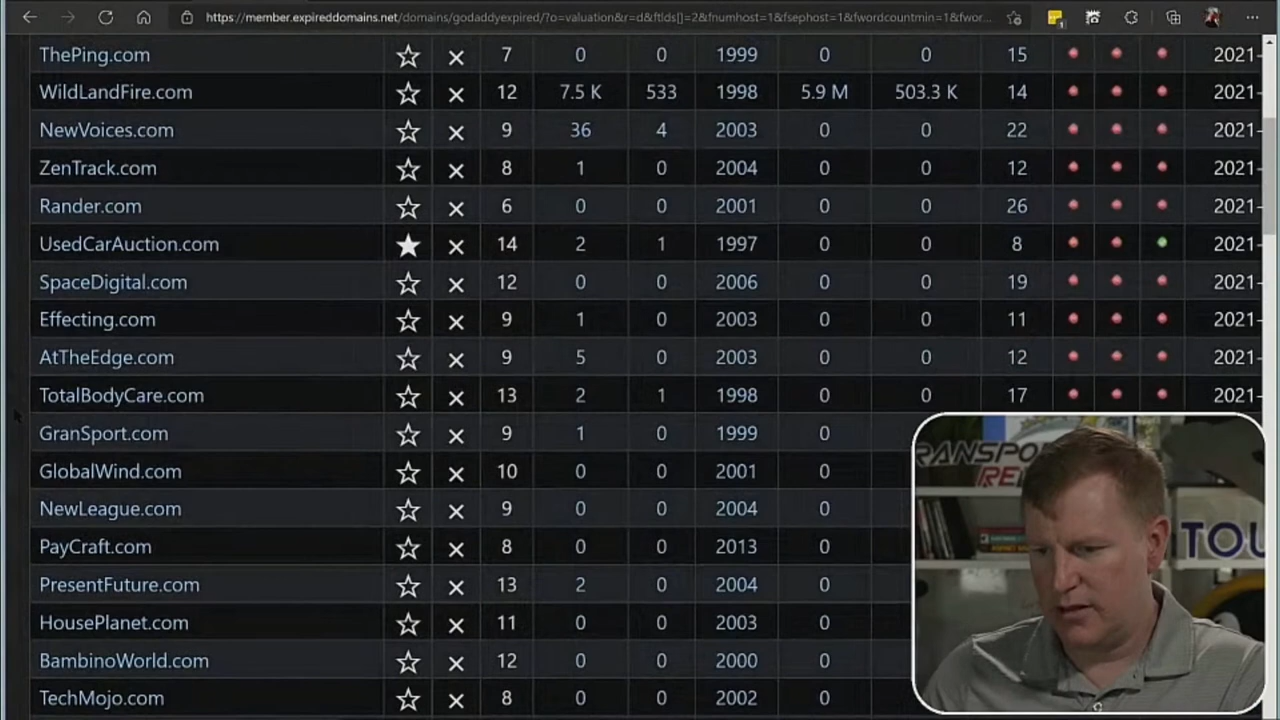 https://member.expireddomains.net/domains/godaddyexpired/?o=valuation&r=d&ftlds[]=2&fnumhost=1&fsephost=1&fwordcountmin=1&fwor...
ThePing.com 7 0 0 1999 0 0 15 2021-
WildLandFire.com 12 7.5 K 533 1998 5.9 M 503.3 K 14 2021-
NewVoices.com 9 36 4 2003 0 0 22 2021-
ZenTrack.com 8 1 0 2004 0 0 12 2021-
Rander.com 6 0 0 2001 0 0 26 2021-
UsedCarAuction.com 14 2 1 1997 0 0 8 2021-
SpaceDigital.com 12 0 0 2006 0 0 19 2021-
Effecting.com 9 1 0 2003 0 0 11 2021-
AtTheEdge.com 9 5 0 2003 0 0 12 2021-
TotalBodyCare.com 13 2 1 1998 0 0 17 2021-
GranSport.com 9 1 0 1999 0
GlobalWind.com 10 0 0 2001 0
NewLeague.com 9 0 0 2004 0
PayCraft.com 8 0 0 2013 0
PresentFuture.com 13 2 0 2004 0
HousePlanet.com 11 0 0 2003 0
BambinoWorld.com 12 0 0 2000 0
TechMojo.com 8 0 0 2002 0
RANSPO
RE
TOU